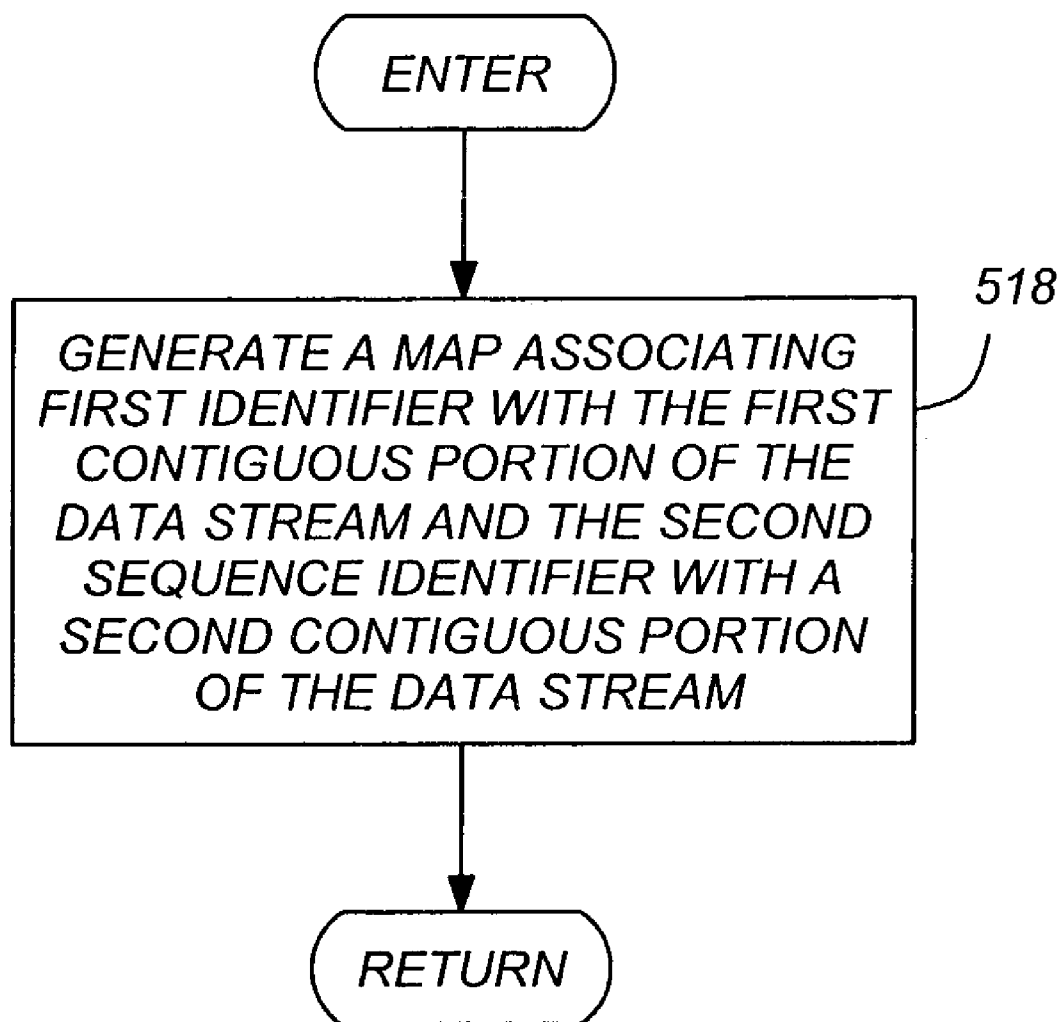 ENTER
518
GENERATE A MAP ASSOCIATING
FIRST IDENTIFIER WITH THE FIRST
CONTIGUOUS PORTION OF THE
DATA STREAM AND THE SECOND
SEQUENCE IDENTIFIER WITH A
SECOND CONTIGUOUS PORTION
OF THE DATA STREAM
RETURN